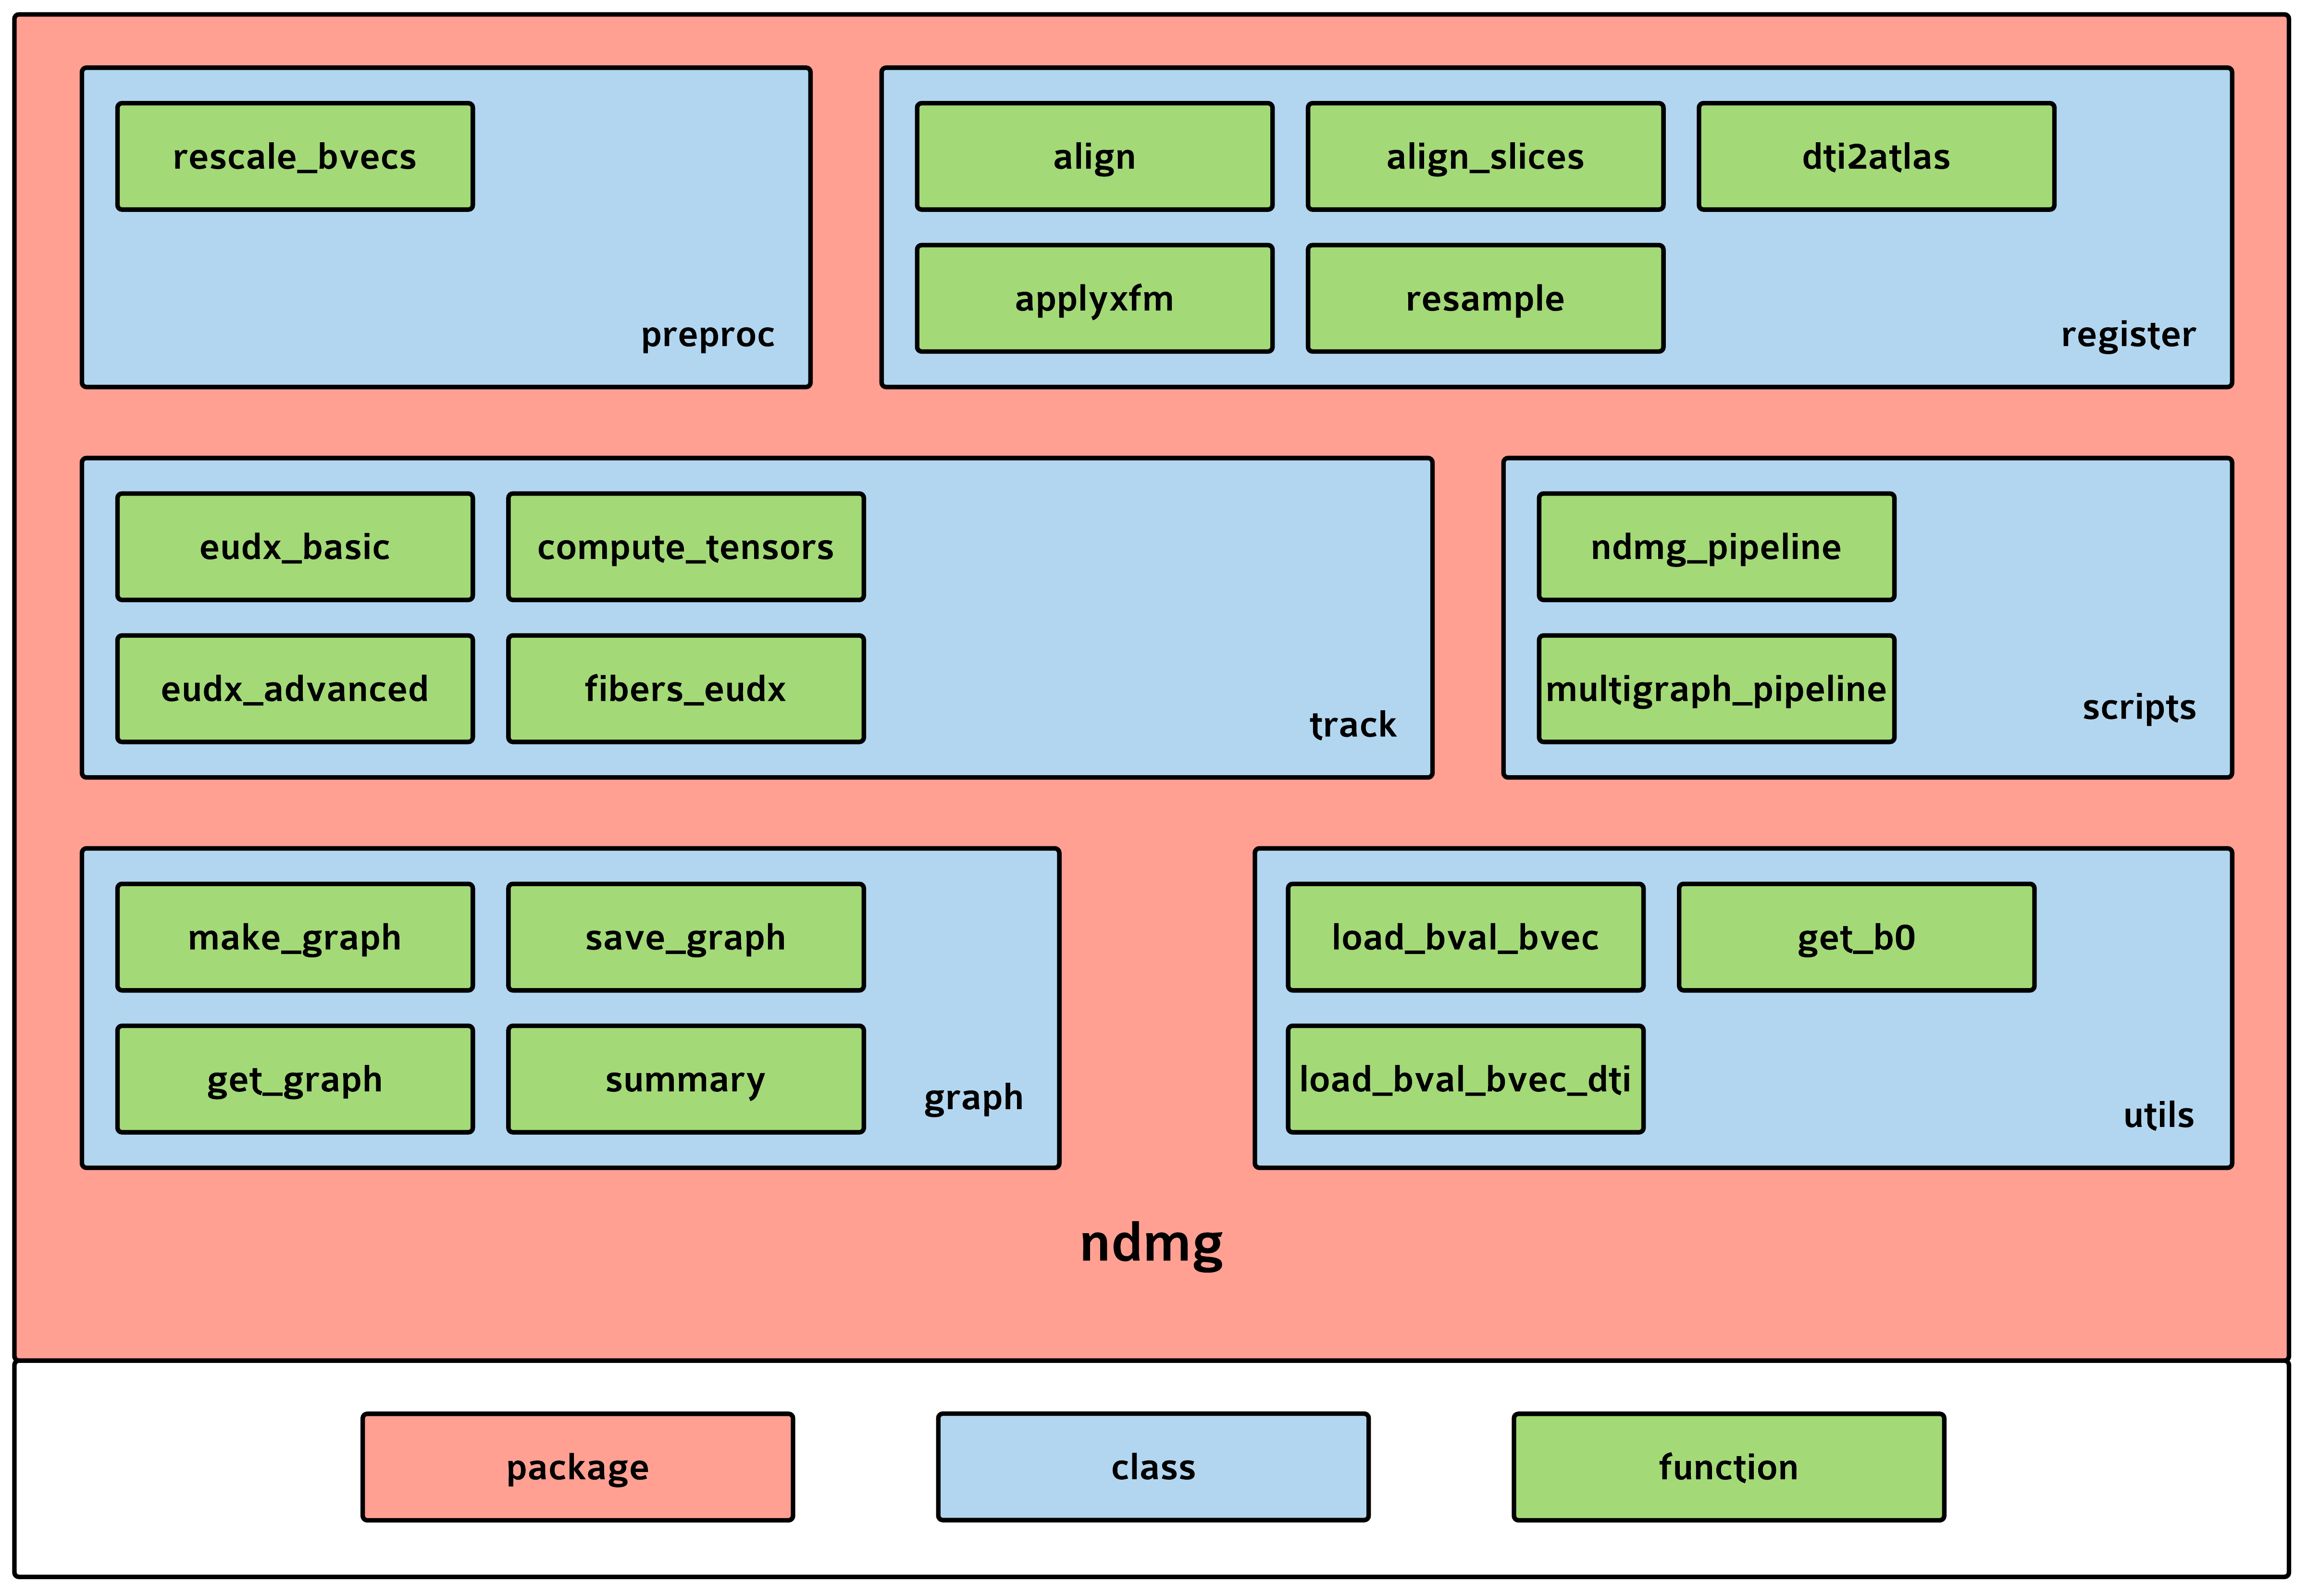 rescale_bvecs
preproc
align
align_slices
dti2atlas
applyxfm
resample
register
eudx_basic
compute_tensors
eudx_advanced
fibers_eudx
track
ndmg_pipeline
multigraph_pipeline
scripts
make_graph
save_graph
get_graph
summary
graph
load_bval_bvec
get_b0
load_bval_bvec_dti
utils
ndmg
package
class
function